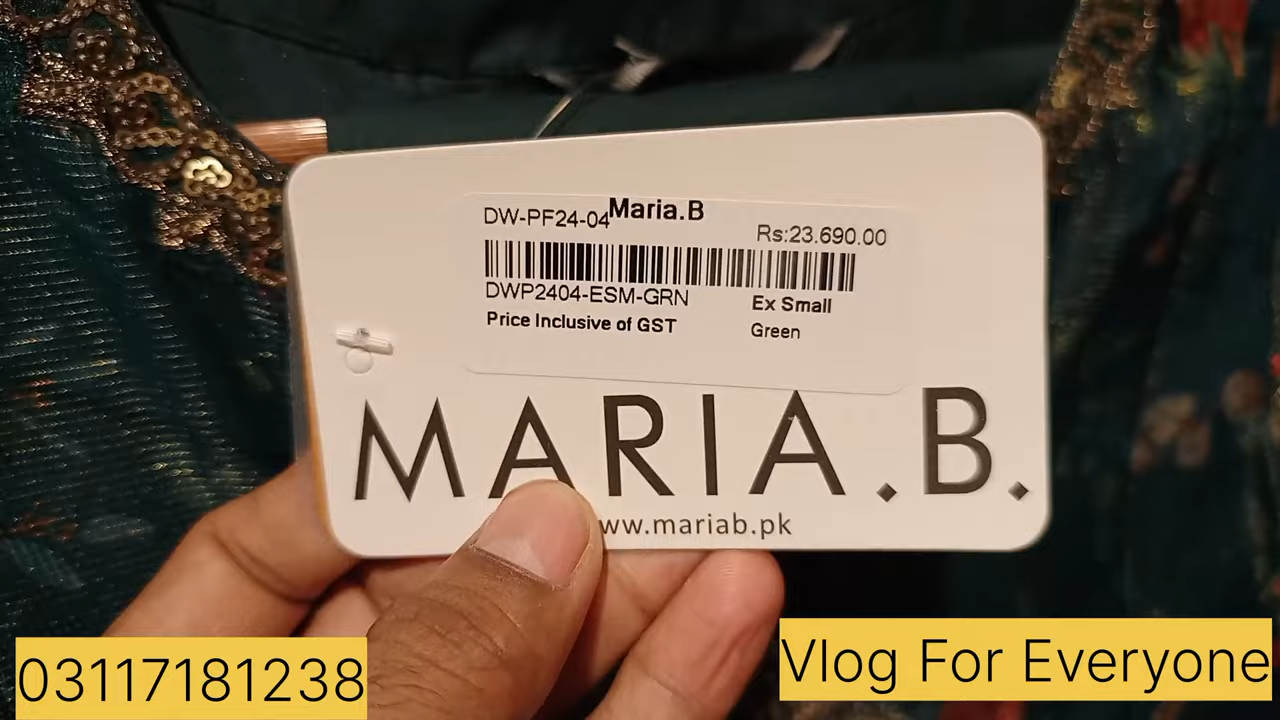 Maria.B
DW-PF24-04
Rs:23.690.00
DWP2404-ESM-GRN
Ex Small
Price Inclusive of GST
Green
MARIA.B.
ww.mariab.pk
03117181238
Vlog For Everyone